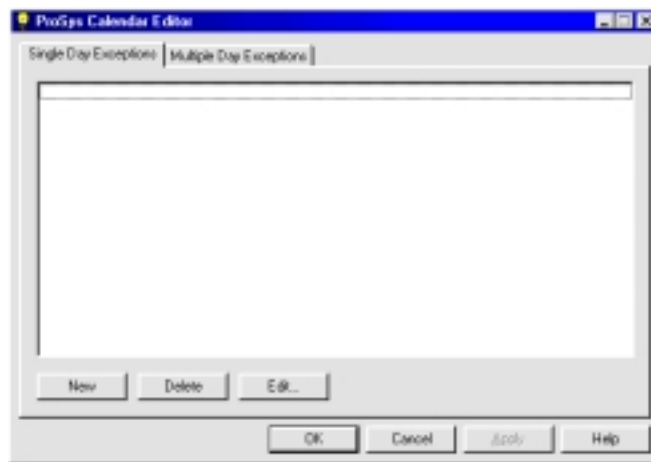 ProSys Calendar Editor
Single Day Exceptions Multiple Day Exceptions
New Delete Edit...
OK Cancel Apply Help